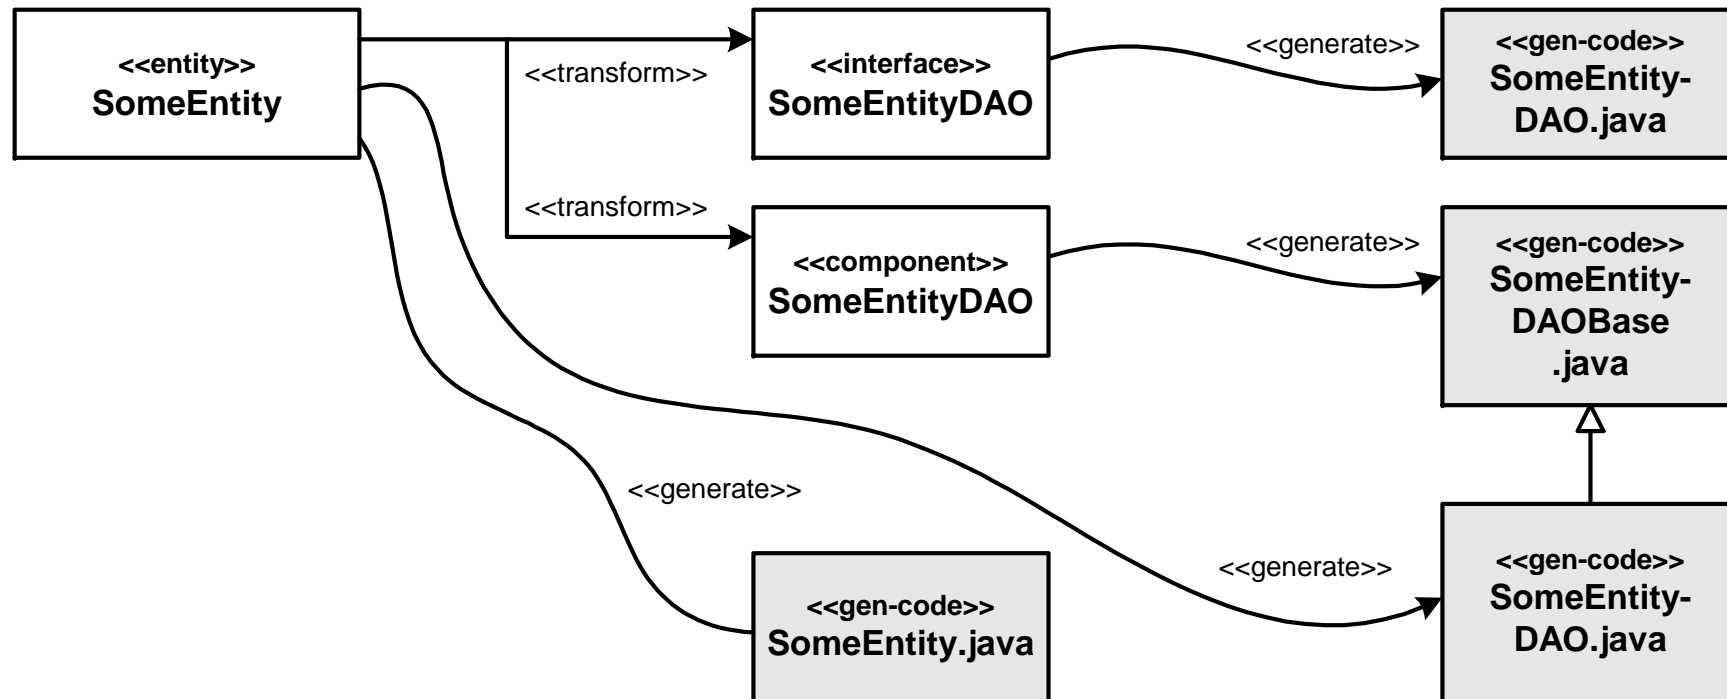 <<entity>>
SomeEntity
<<transform>>
<<interface>>
SomeEntityDAO
<<generate>>
<<gen-code>>
SomeEntity-
DAO.java
<<transform>>
<<component>>
SomeEntityDAO
<<generate>>
<<gen-code>>
SomeEntity-
DAOBase
.java
<<generate>>
<<gen-code>>
SomeEntity.java
<<generate>>
<<gen-code>>
SomeEntity-
DAO.java